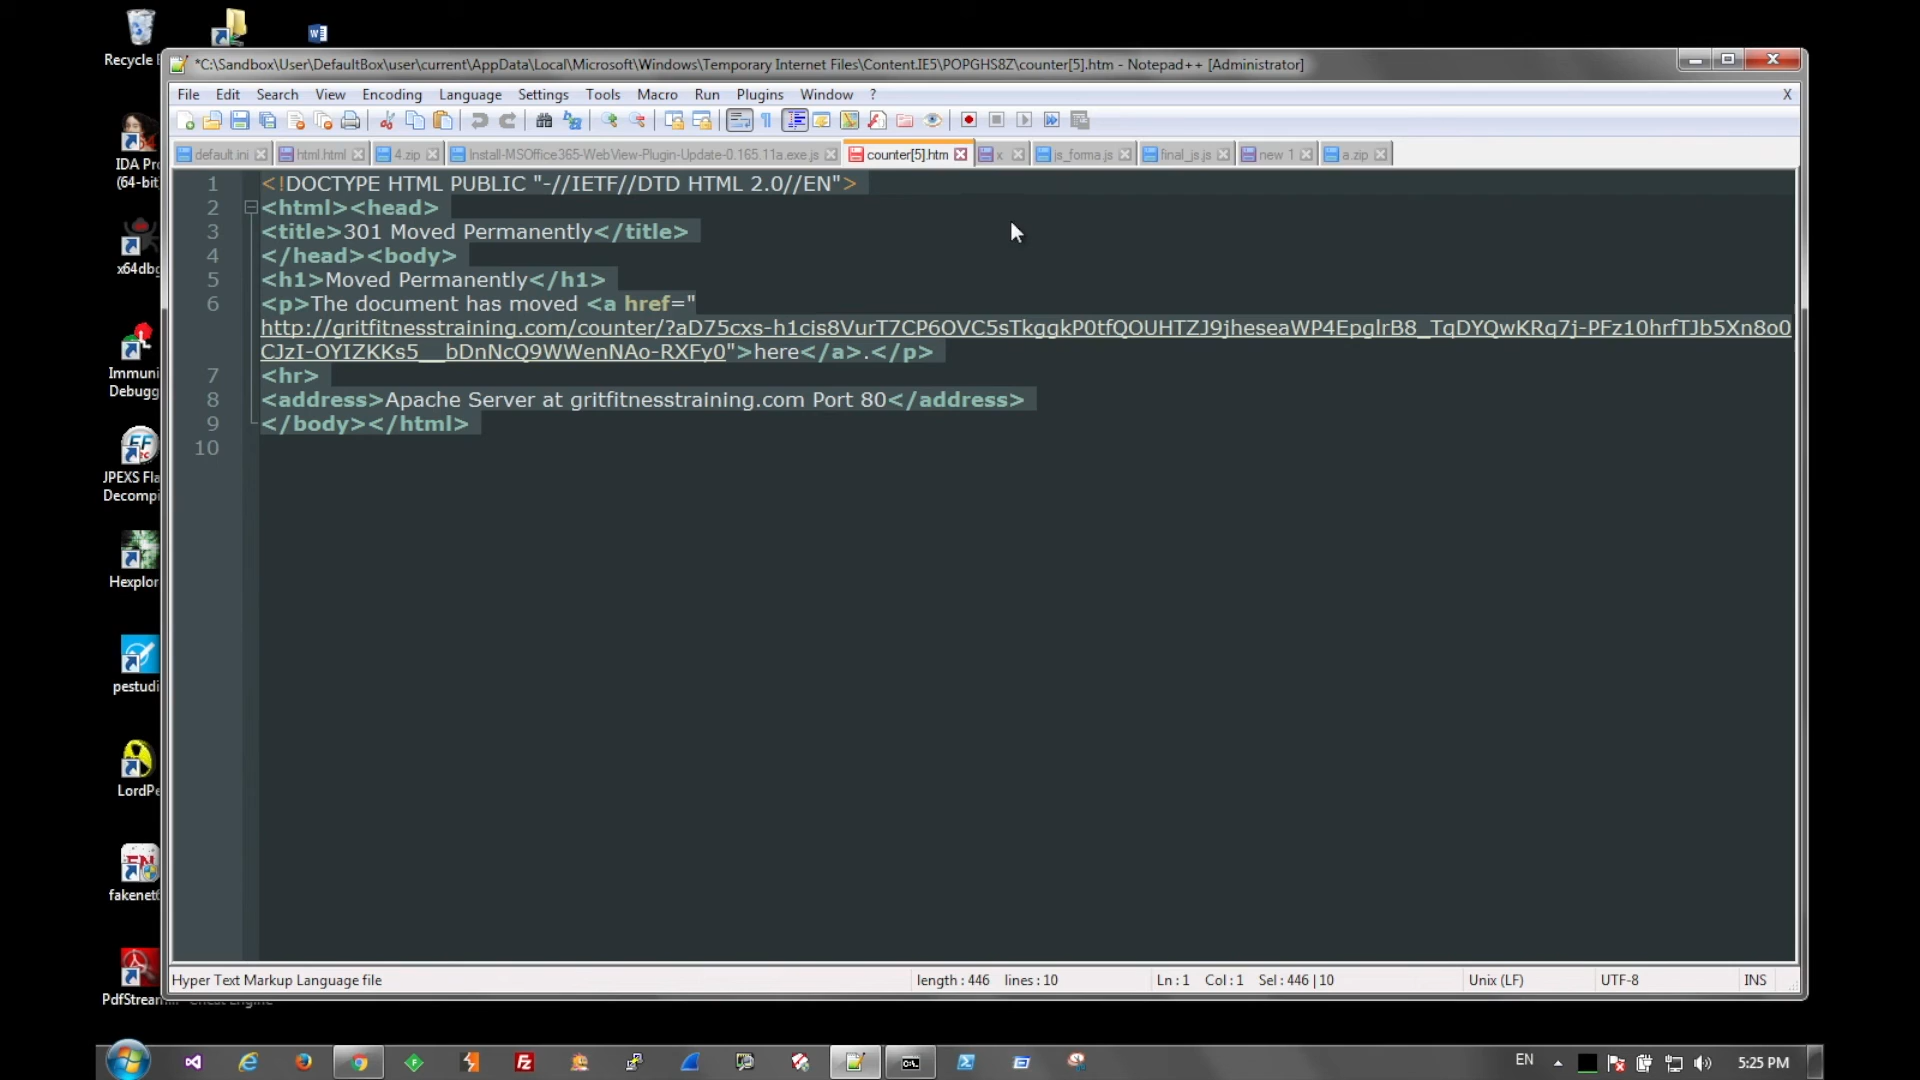 Recycle
*C:\Sandbox\User\DefaultBox\user\current\AppData\Local\Microsoft\Windows\Temporary Internet Files\Content.IE5\POPGHS8Z\counter[5].htm - Notepad++ [Administrator]
File Edit Search View Encoding Language Settings Tools Macro Run Plugins Window ? X
default.ini html.html 4.zip Install-MSOffice365-WebView-Plugin-Update-0.165.11a.exe.js counter[5].htm x js_forma.js final_js.js new 1 a.zip
1 <!DOCTYPE HTML PUBLIC "-//IETF//DTD HTML 2.0//EN">
2 <html><head>
3 <title>301 Moved Permanently</title>
4 </head><body>
5 <h1>Moved Permanently</h1>
6 <p>The document has moved <a href="
http://gritfitnesstraining.com/counter/?aD75cxs-h1cis8VurT7CP6OVC5sTkggkP0tfQOUHTZJ9jheseaWP4EpglrB8_TqDYQwKRq7j-PFz10hrfTJb5Xn8o0
CJzI-OYIZKKs5__bDnNcQ9WWenNAo-RXFy0">here</a>.</p>
7 <hr>
8 <address>Apache Server at gritfitnesstraining.com Port 80</address>
9 </body></html>
10
IDA Pr
(64-bit
x64dbg
Immuni
Debugg
JPEXS Fla
Decompi
Hexplor
pestudi
LordPe
fakenet
PdfStream
Hyper Text Markup Language file length : 446 lines : 10 Ln : 1 Col : 1 Sel : 446 | 10 Unix (LF) UTF-8 INS
EN 5:25 PM